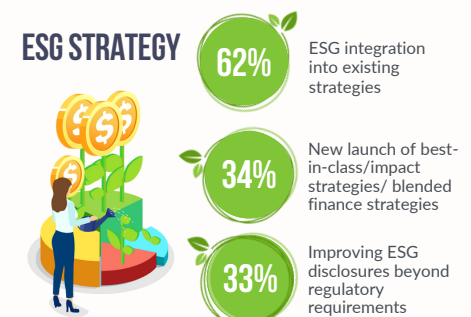 ESG STRATEGY
62%
ESG integration
into existing
strategies
34%
New launch of best-
in-class/impact
strategies/ blended
finance strategies
33%
Improving ESG
disclosures beyond
regulatory
requirements
$
$
$
$